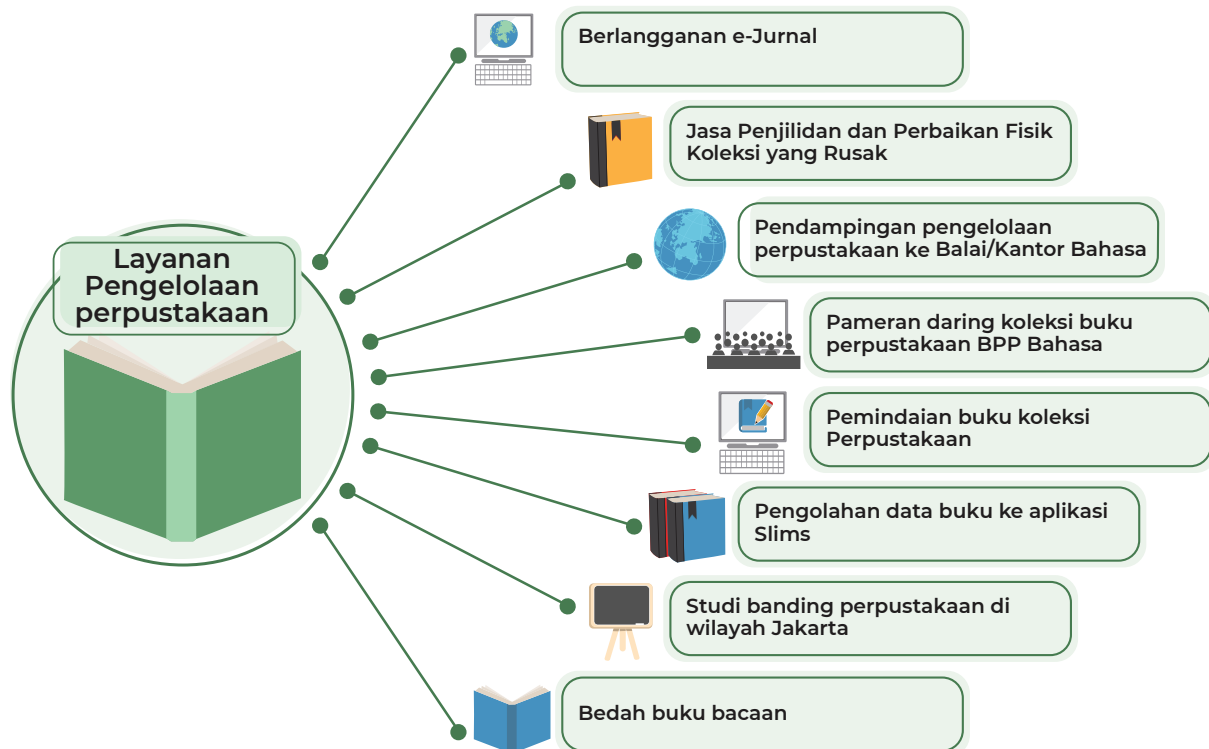 Layanan
Pengelolaan
perpustakaan
Berlangganan e-Jurnal
Jasa Penjilidan dan Perbaikan Fisik
Koleksi yang Rusak
Pendampingan pengelolaan
perpustakaan ke Balai/Kantor Bahasa
Pameran daring koleksi buku
perpustakaan BPP Bahasa
Pemindaian buku koleksi
Perpustakaan
Pengolahan data buku ke aplikasi
Slims
Studi banding perpustakaan di
wilayah Jakarta
Bedah buku bacaan